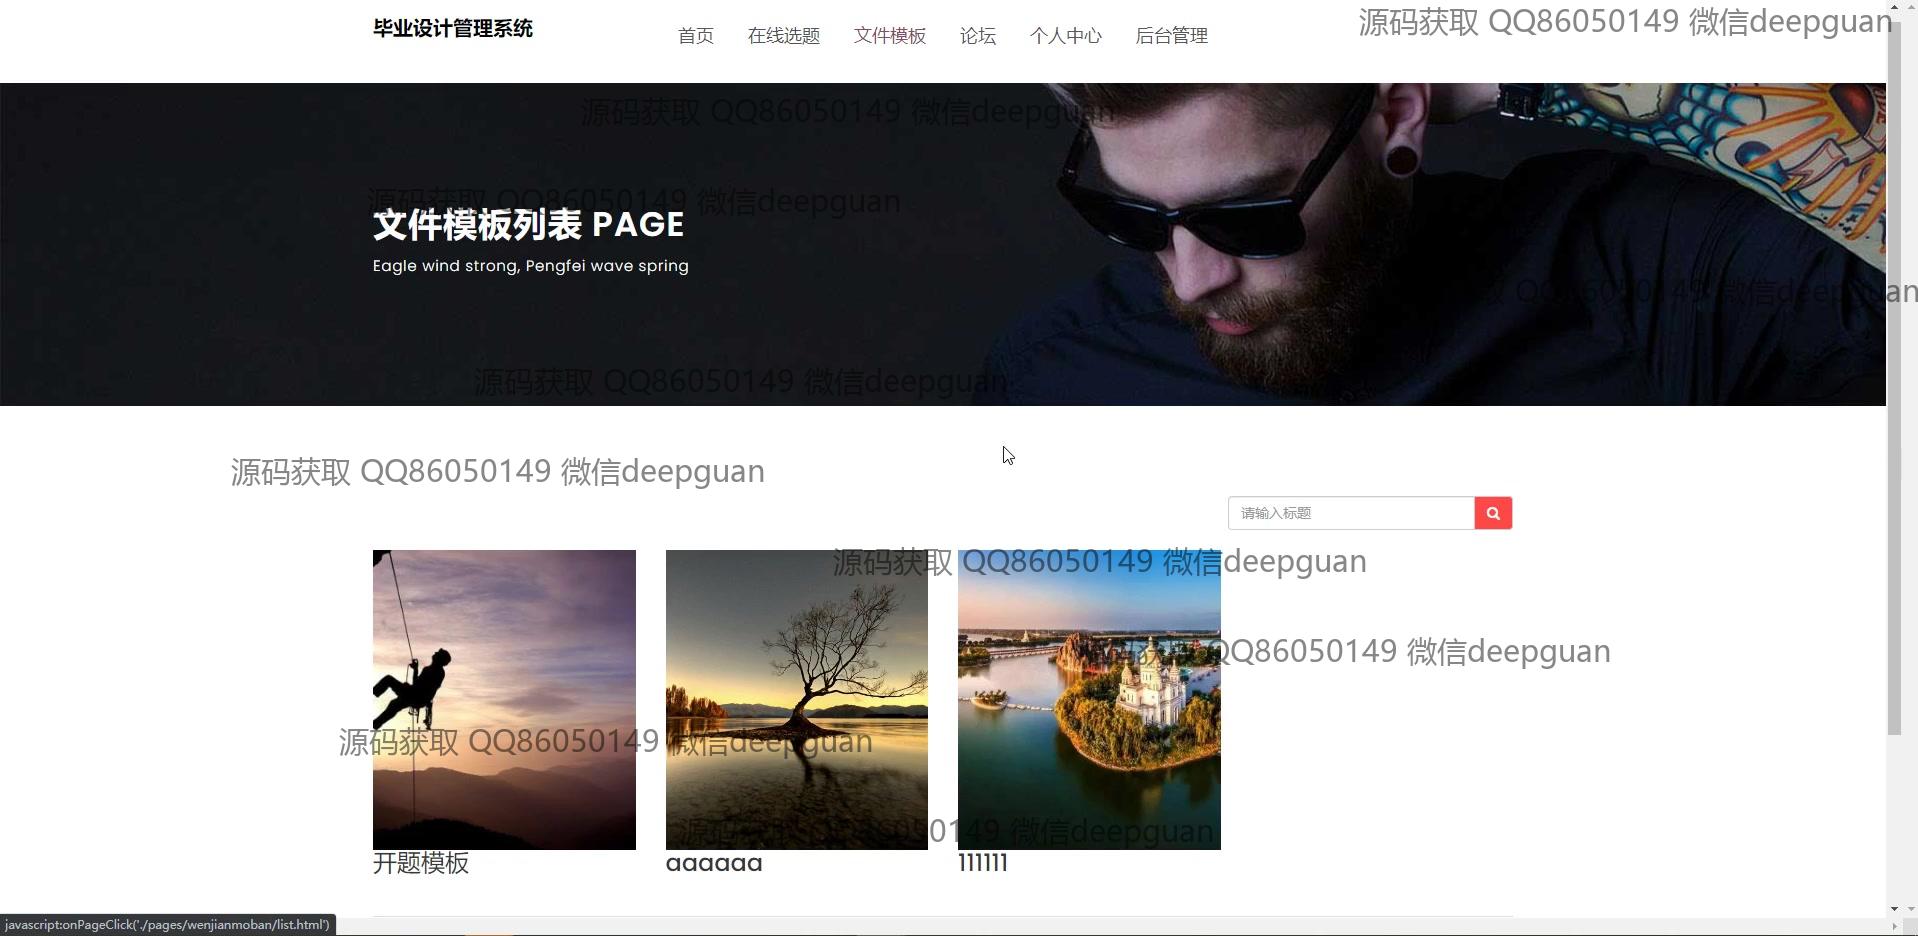 毕业设计管理系统
首页 在线选题 文件模板 论坛 个人中心 后台管理
源码获取 QQ86050149 微信deepguan
源码获取 QQ86050149 微信deepguan
源码获取 QQ86050149 微信deepguan
文件模板列表 PAGE
Eagle wind strong, Pengfei wave spring
QQ86050149 微信deepguan
源码获取 QQ86050149 微信deepguan
源码获取 QQ86050149 微信deepguan
请输入标题
源码获取 QQ86050149 微信deepguan
QQ86050149 微信deepguan
源码获取 QQ86050149 微信deepguan
源码获取 QQ86050149 微信deepguan
开题模板
aaaaaa
111111
javascript:onPageClick('./pages/wenjianmoban/list.html')